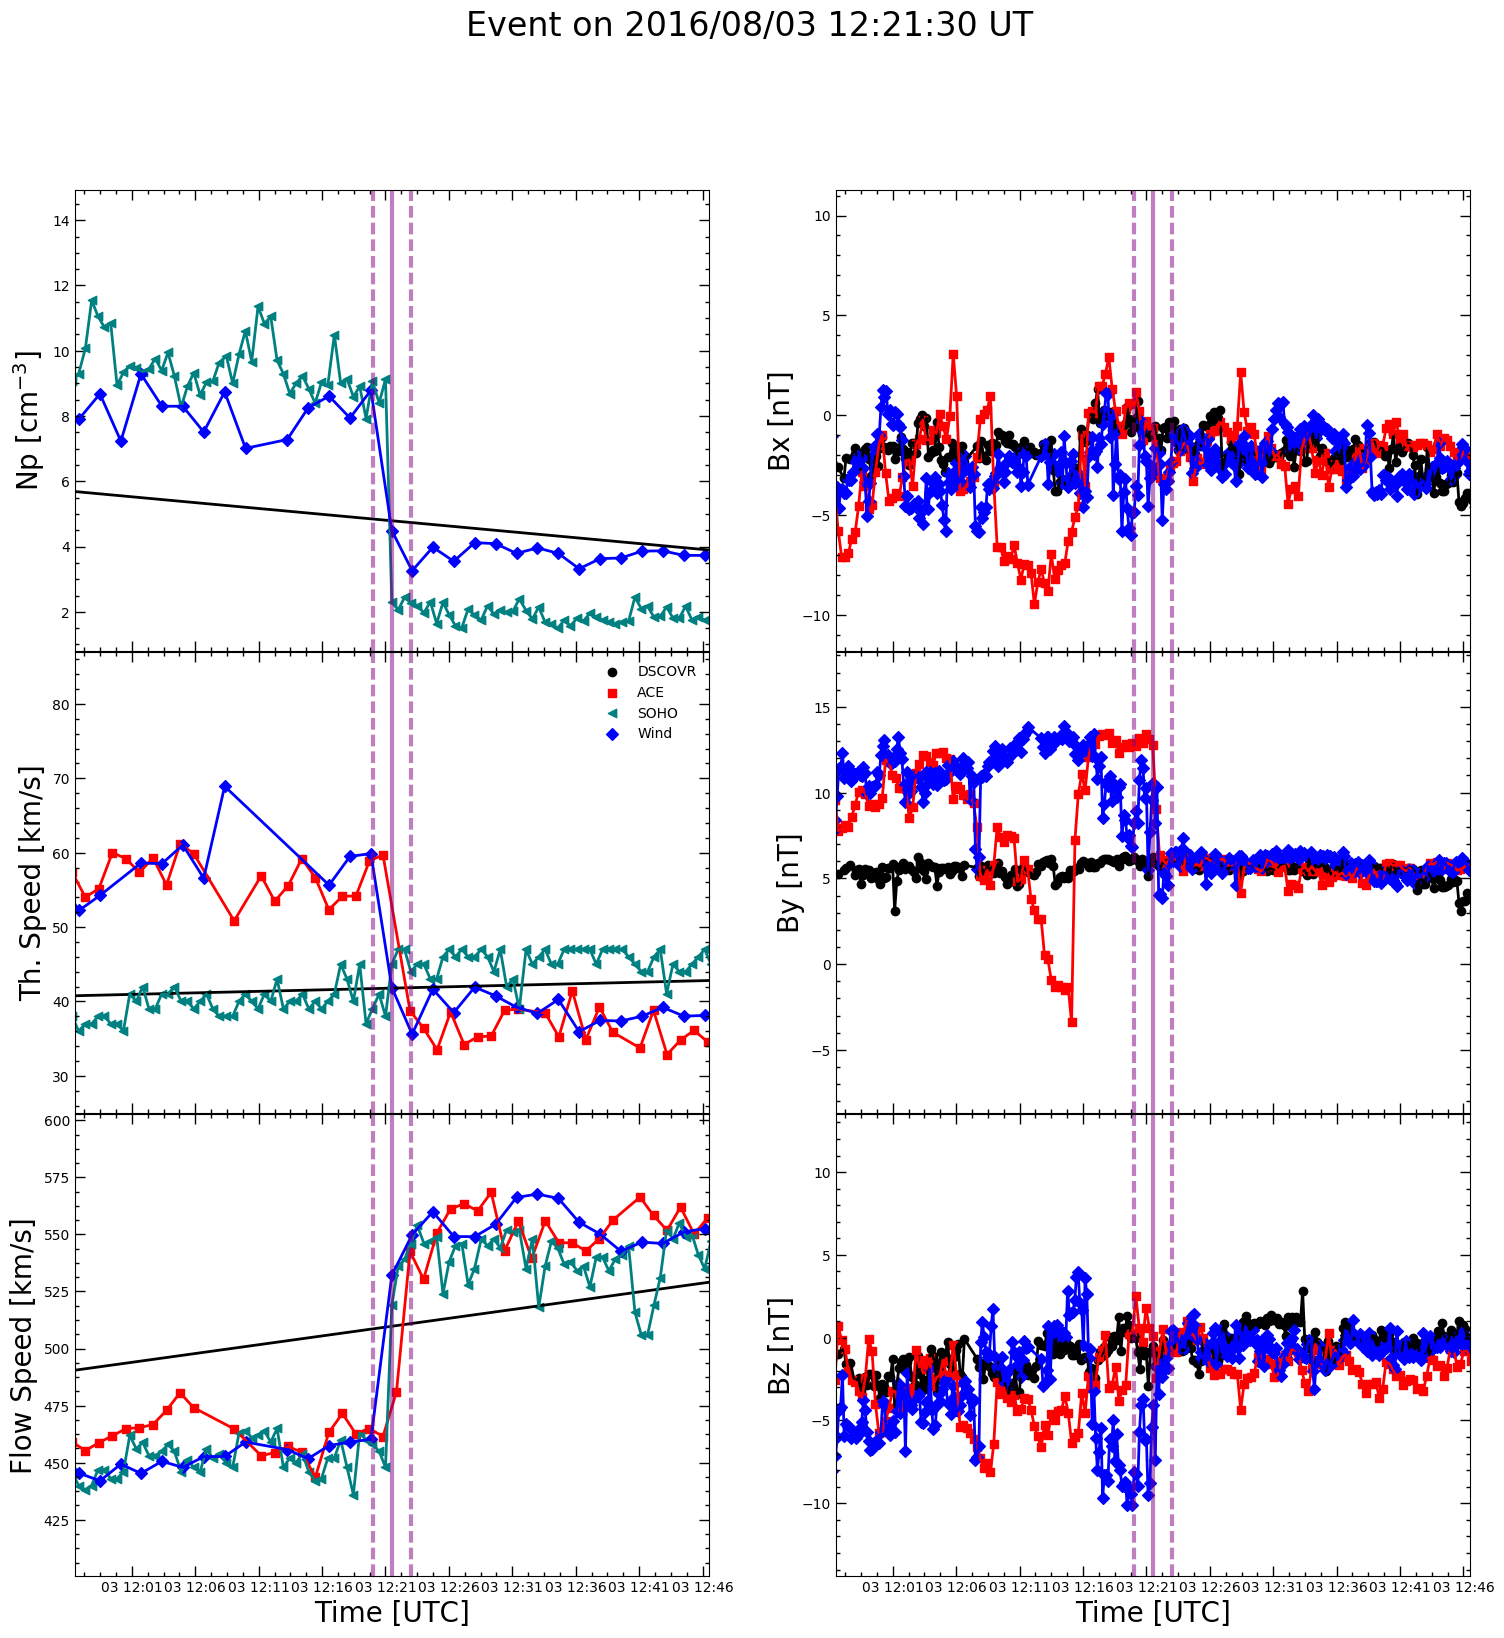 Event on 2016/08/03 12:21:30 UT
Np [cm⁻³]
14
12
10
8
6
4
2
Th. Speed [km/s]
80
70
60
50
40
30
DSCOVR
ACE
SOHO
Wind
Flow Speed [km/s]
600
575
550
525
500
475
450
425
03 12:01 03 12:06 03 12:11 03 12:16 03 12:21 03 12:26 03 12:31 03 12:36 03 12:41 03 12:46
Time [UTC]
Bx [nT]
10
5
0
−5
−10
By [nT]
15
10
5
0
−5
Bz [nT]
10
5
0
−5
−10
03 12:01 03 12:06 03 12:11 03 12:16 03 12:21 03 12:26 03 12:31 03 12:36 03 12:41 03 12:46
Time [UTC]